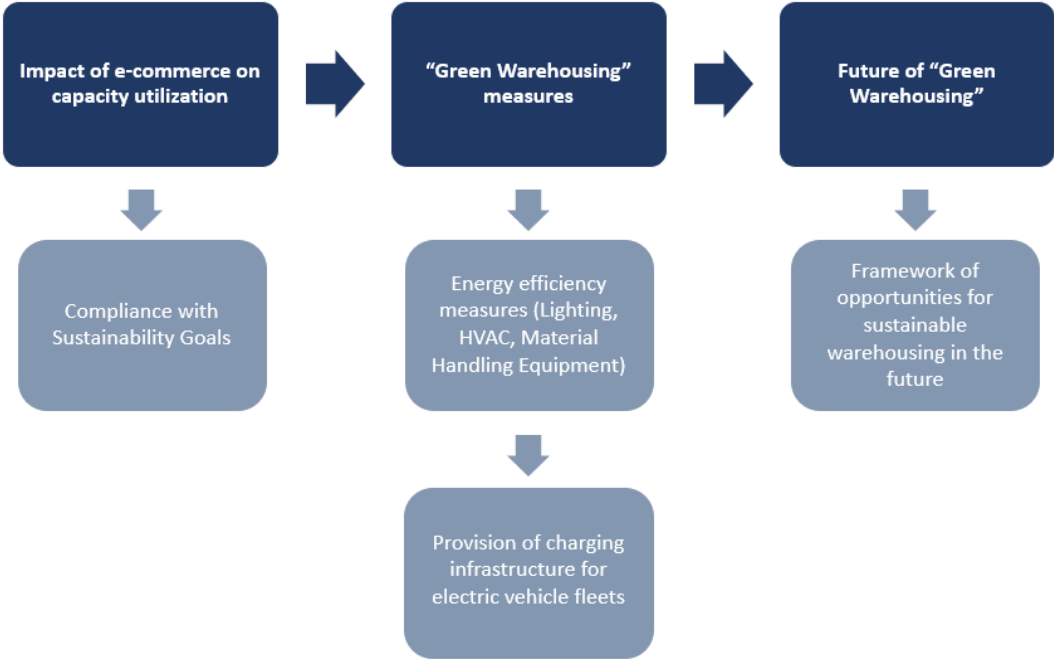 Impact of e-commerce on
capacity utilization
“Green Warehousing”
measures
Future of “Green
Warehousing”
Compliance with
Sustainability Goals
Energy efficiency
measures (Lighting,
HVAC, Material
Handling Equipment)
Framework of
opportunities for
sustainable
warehousing in the
future
Provision of charging
infrastructure for
electric vehicle fleets